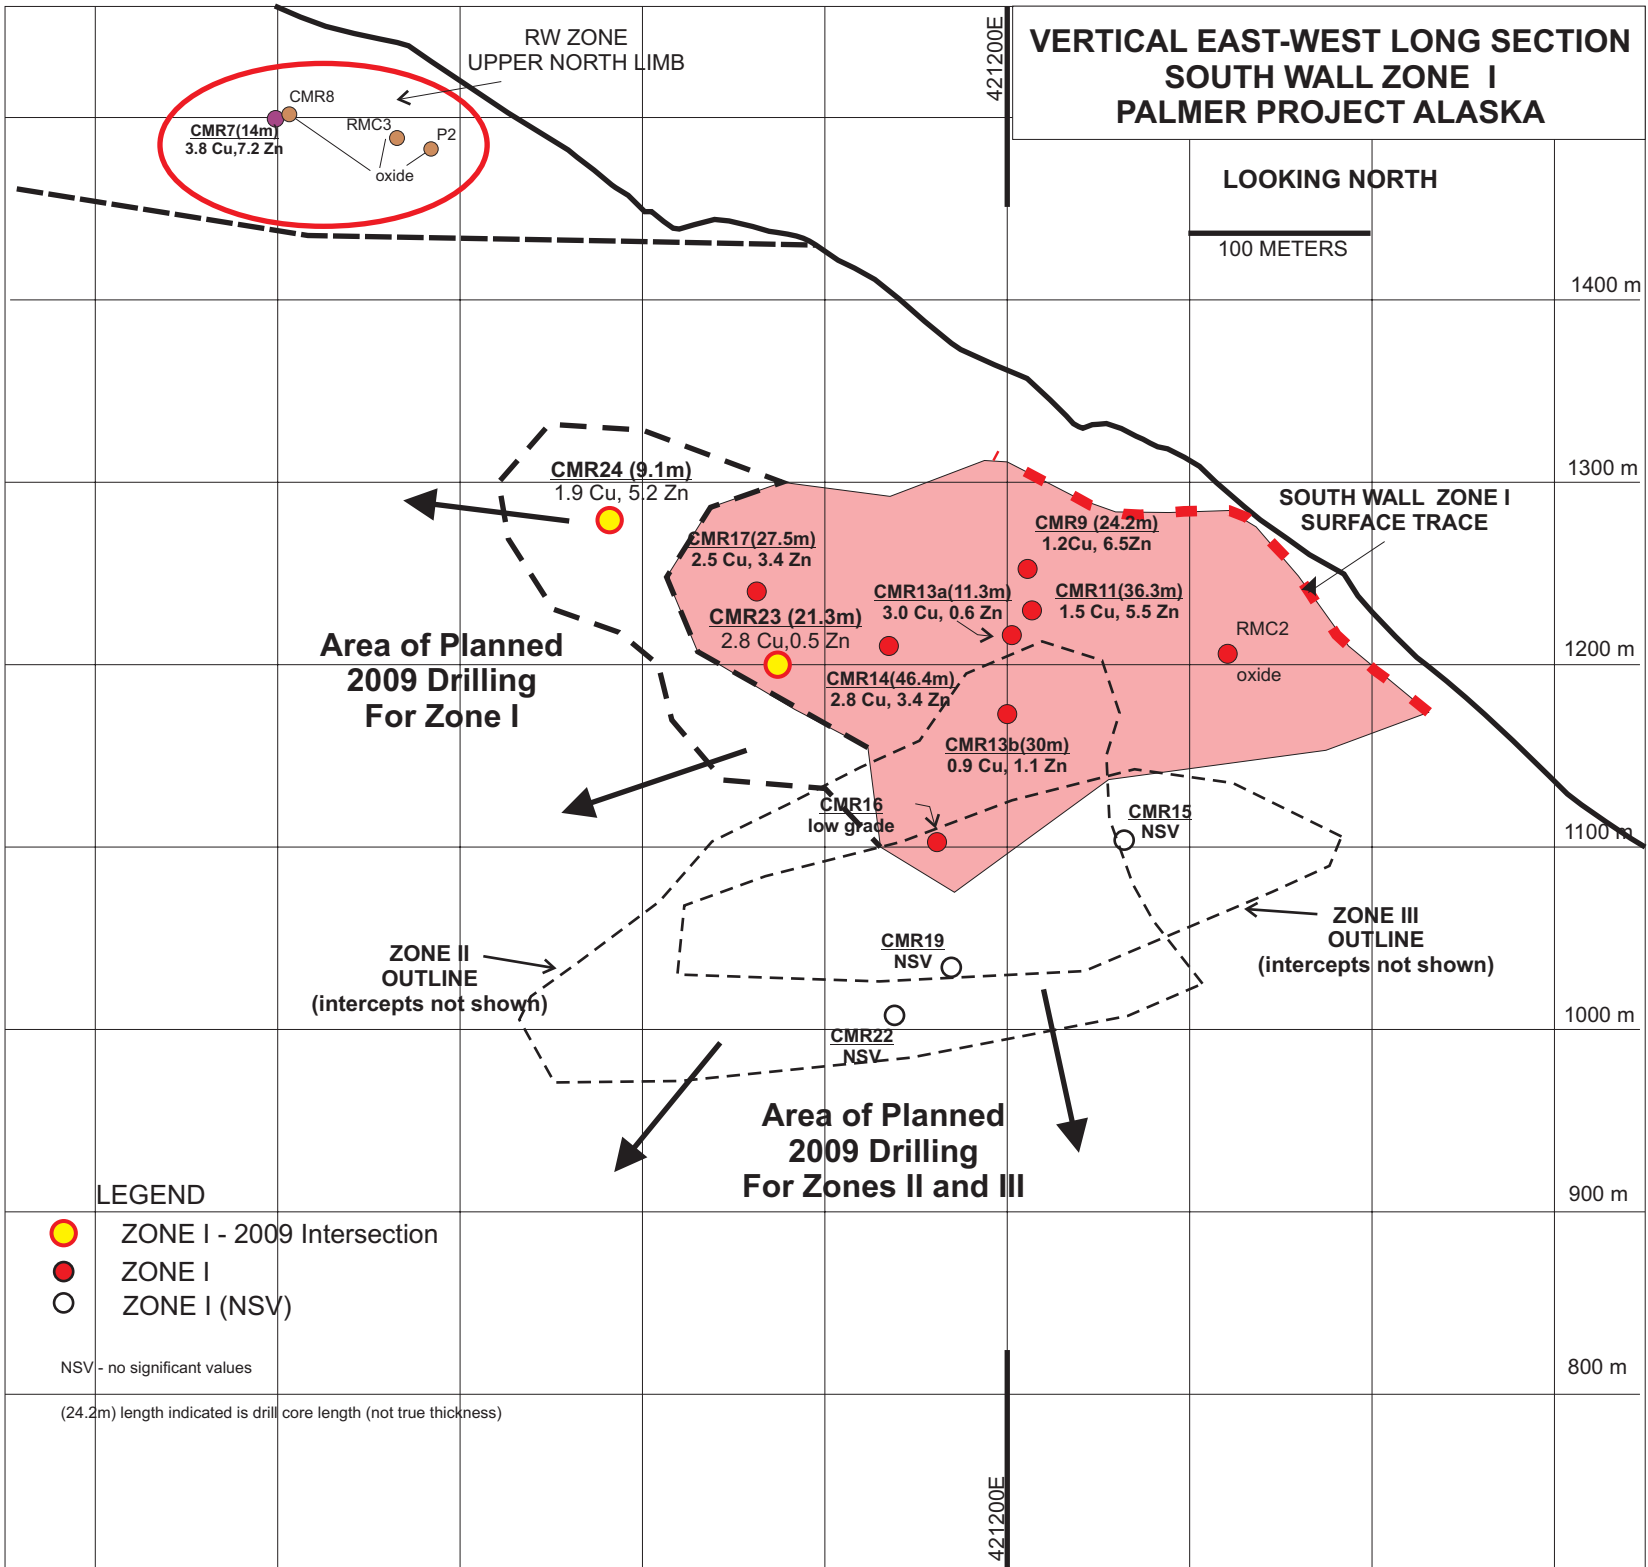 VERTICAL EAST-WEST LONG SECTION
SOUTH WALL ZONE I
PALMER PROJECT ALASKA
LOOKING NORTH
100 METERS
421200E
RW ZONE
UPPER NORTH LIMB
CMR8
CMR7(14m)
3.8 Cu,7.2 Zn
RMC3
P2
oxide
1400 m
1300 m
1200 m
1100 m
1000 m
900 m
800 m
CMR24 (9.1m)
1.9 Cu, 5.2 Zn
SOUTH WALL ZONE I
SURFACE TRACE
CMR17(27.5m)
2.5 Cu, 3.4 Zn
CMR9 (24.2m)
1.2Cu, 6.5Zn
CMR13a(11.3m)
3.0 Cu, 0.6 Zn
CMR11(36.3m)
1.5 Cu, 5.5 Zn
CMR23 (21.3m)
2.8 Cu,0.5 Zn
RMC2
oxide
CMR14(46.4m)
2.8 Cu, 3.4 Zn
Area of Planned
2009 Drilling
For Zone I
CMR13b(30m)
0.9 Cu, 1.1 Zn
CMR16
low grade
CMR15
NSV
ZONE II
OUTLINE
(intercepts not shown)
CMR19
NSV
ZONE III
OUTLINE
(intercepts not shown)
CMR22
NSV
Area of Planned
2009 Drilling
For Zones II and III
LEGEND
ZONE I - 2009 Intersection
ZONE I
ZONE I (NSV)
NSV - no significant values
(24.2m) length indicated is drill core length (not true thickness)
421200E